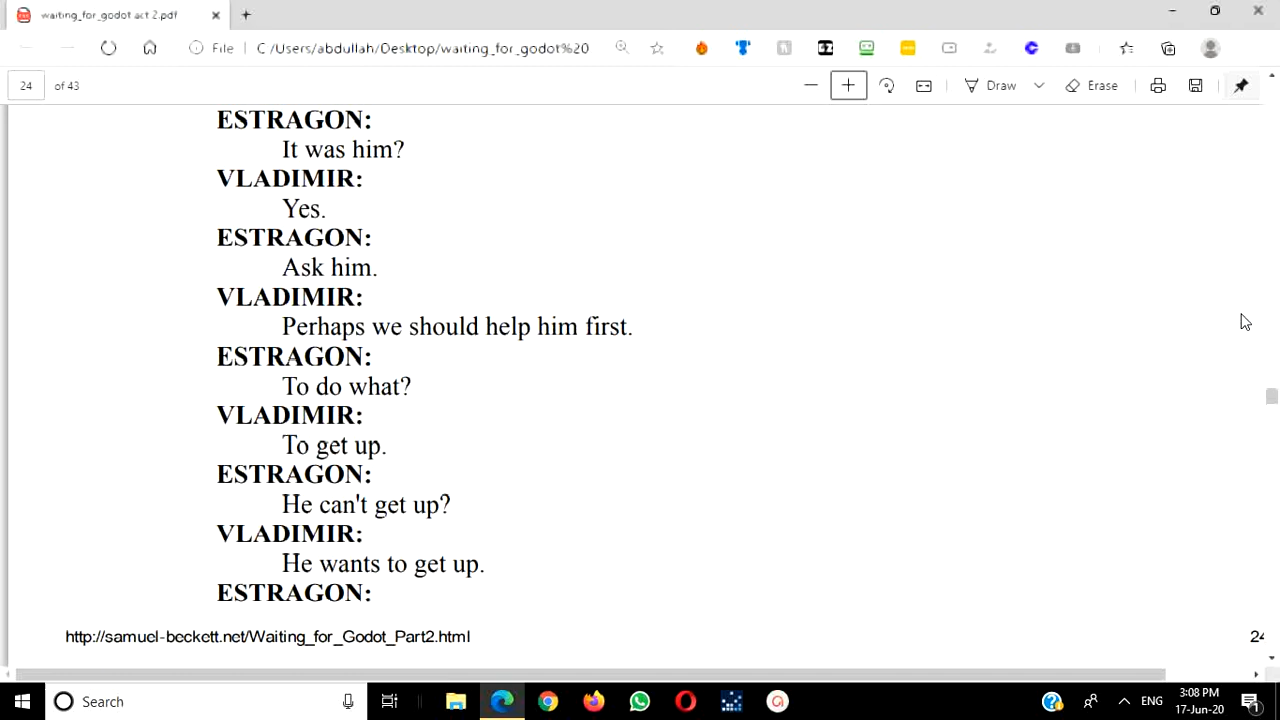 waiting_for_godot act 2.pdf
File
C /Users/abdullah/Desktop/waiting_for_godot%20
24 of 43
Draw
Erase
ESTRAGON:
It was him?
VLADIMIR:
Yes.
ESTRAGON:
Ask him.
VLADIMIR:
Perhaps we should help him first.
ESTRAGON:
To do what?
VLADIMIR:
To get up.
ESTRAGON:
He can't get up?
VLADIMIR:
He wants to get up.
ESTRAGON:
http://samuel-beckett.net/Waiting_for_Godot_Part2.html
24
Search
ENG
3:08 PM
17-Jun-20